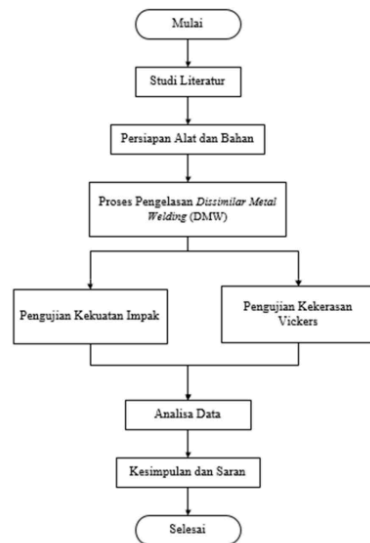 Mulai
Studi Literatur
Persiapan Alat dan Bahan
Proses Pengelasan Dissimilar Metal
Welding (DMW)
Pengujian Kekuatan Impak
Pengujian Kekerasan
Vickers
Analisa Data
Kesimpulan dan Saran
Selesai